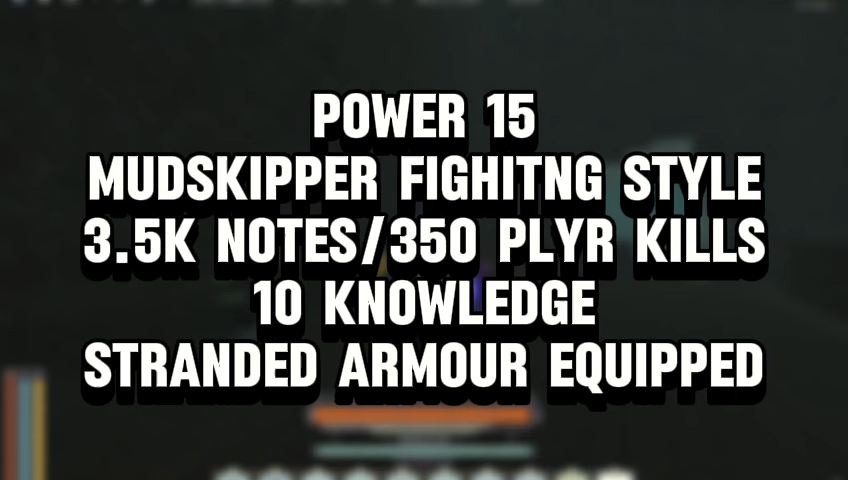 POWER 15
MUDSKIPPER FIGHITNG STYLE
3.5K NOTES/350 PLYR KILLS
10 KNOWLEDGE
STRANDED ARMOUR EQUIPPED